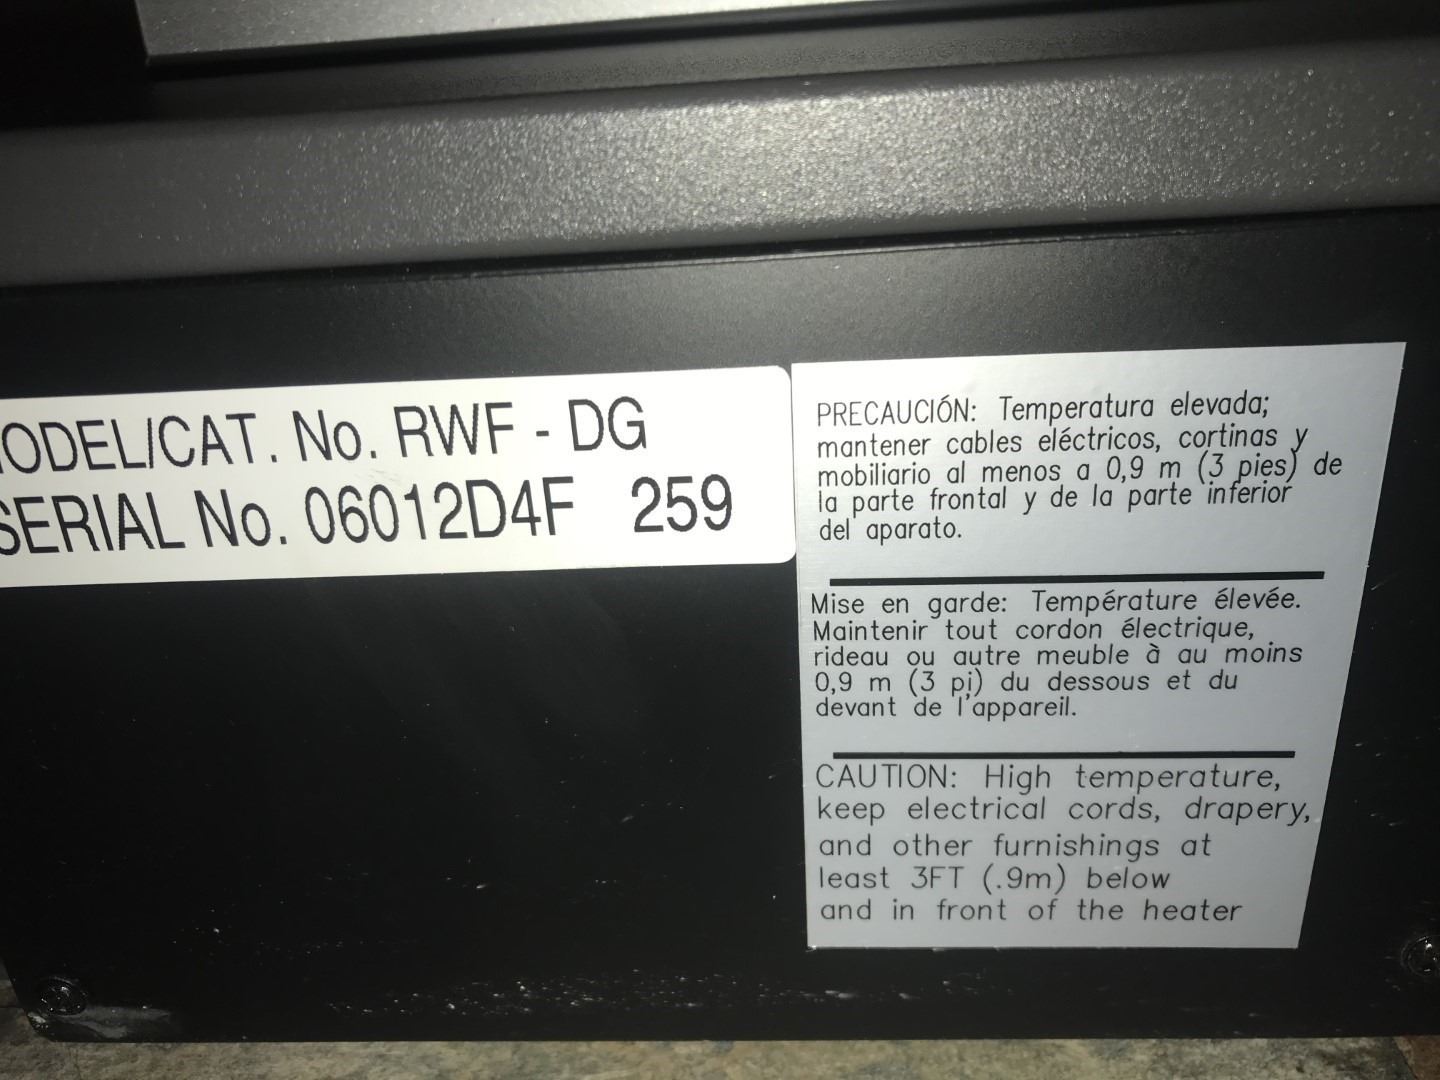 ODEL/CAT. No. RWF - DG
SERIAL No. 06012D4F 259
PRECAUCIÓN: Temperatura elevada;
mantener cables eléctricos, cortinas y
mobiliario al menos a 0,9 m (3 pies) de
la parte frontal y de la parte inferior
del aparato.
Mise en garde: Température élevée.
Maintenir tout cordon électrique,
rideau ou autre meuble à au moins
0,9 m (3 pi) du dessous et du
devant de l'appareil.
CAUTION: High temperature,
keep electrical cords, drapery,
and other furnishings at
least 3FT (.9m) below
and in front of the heater